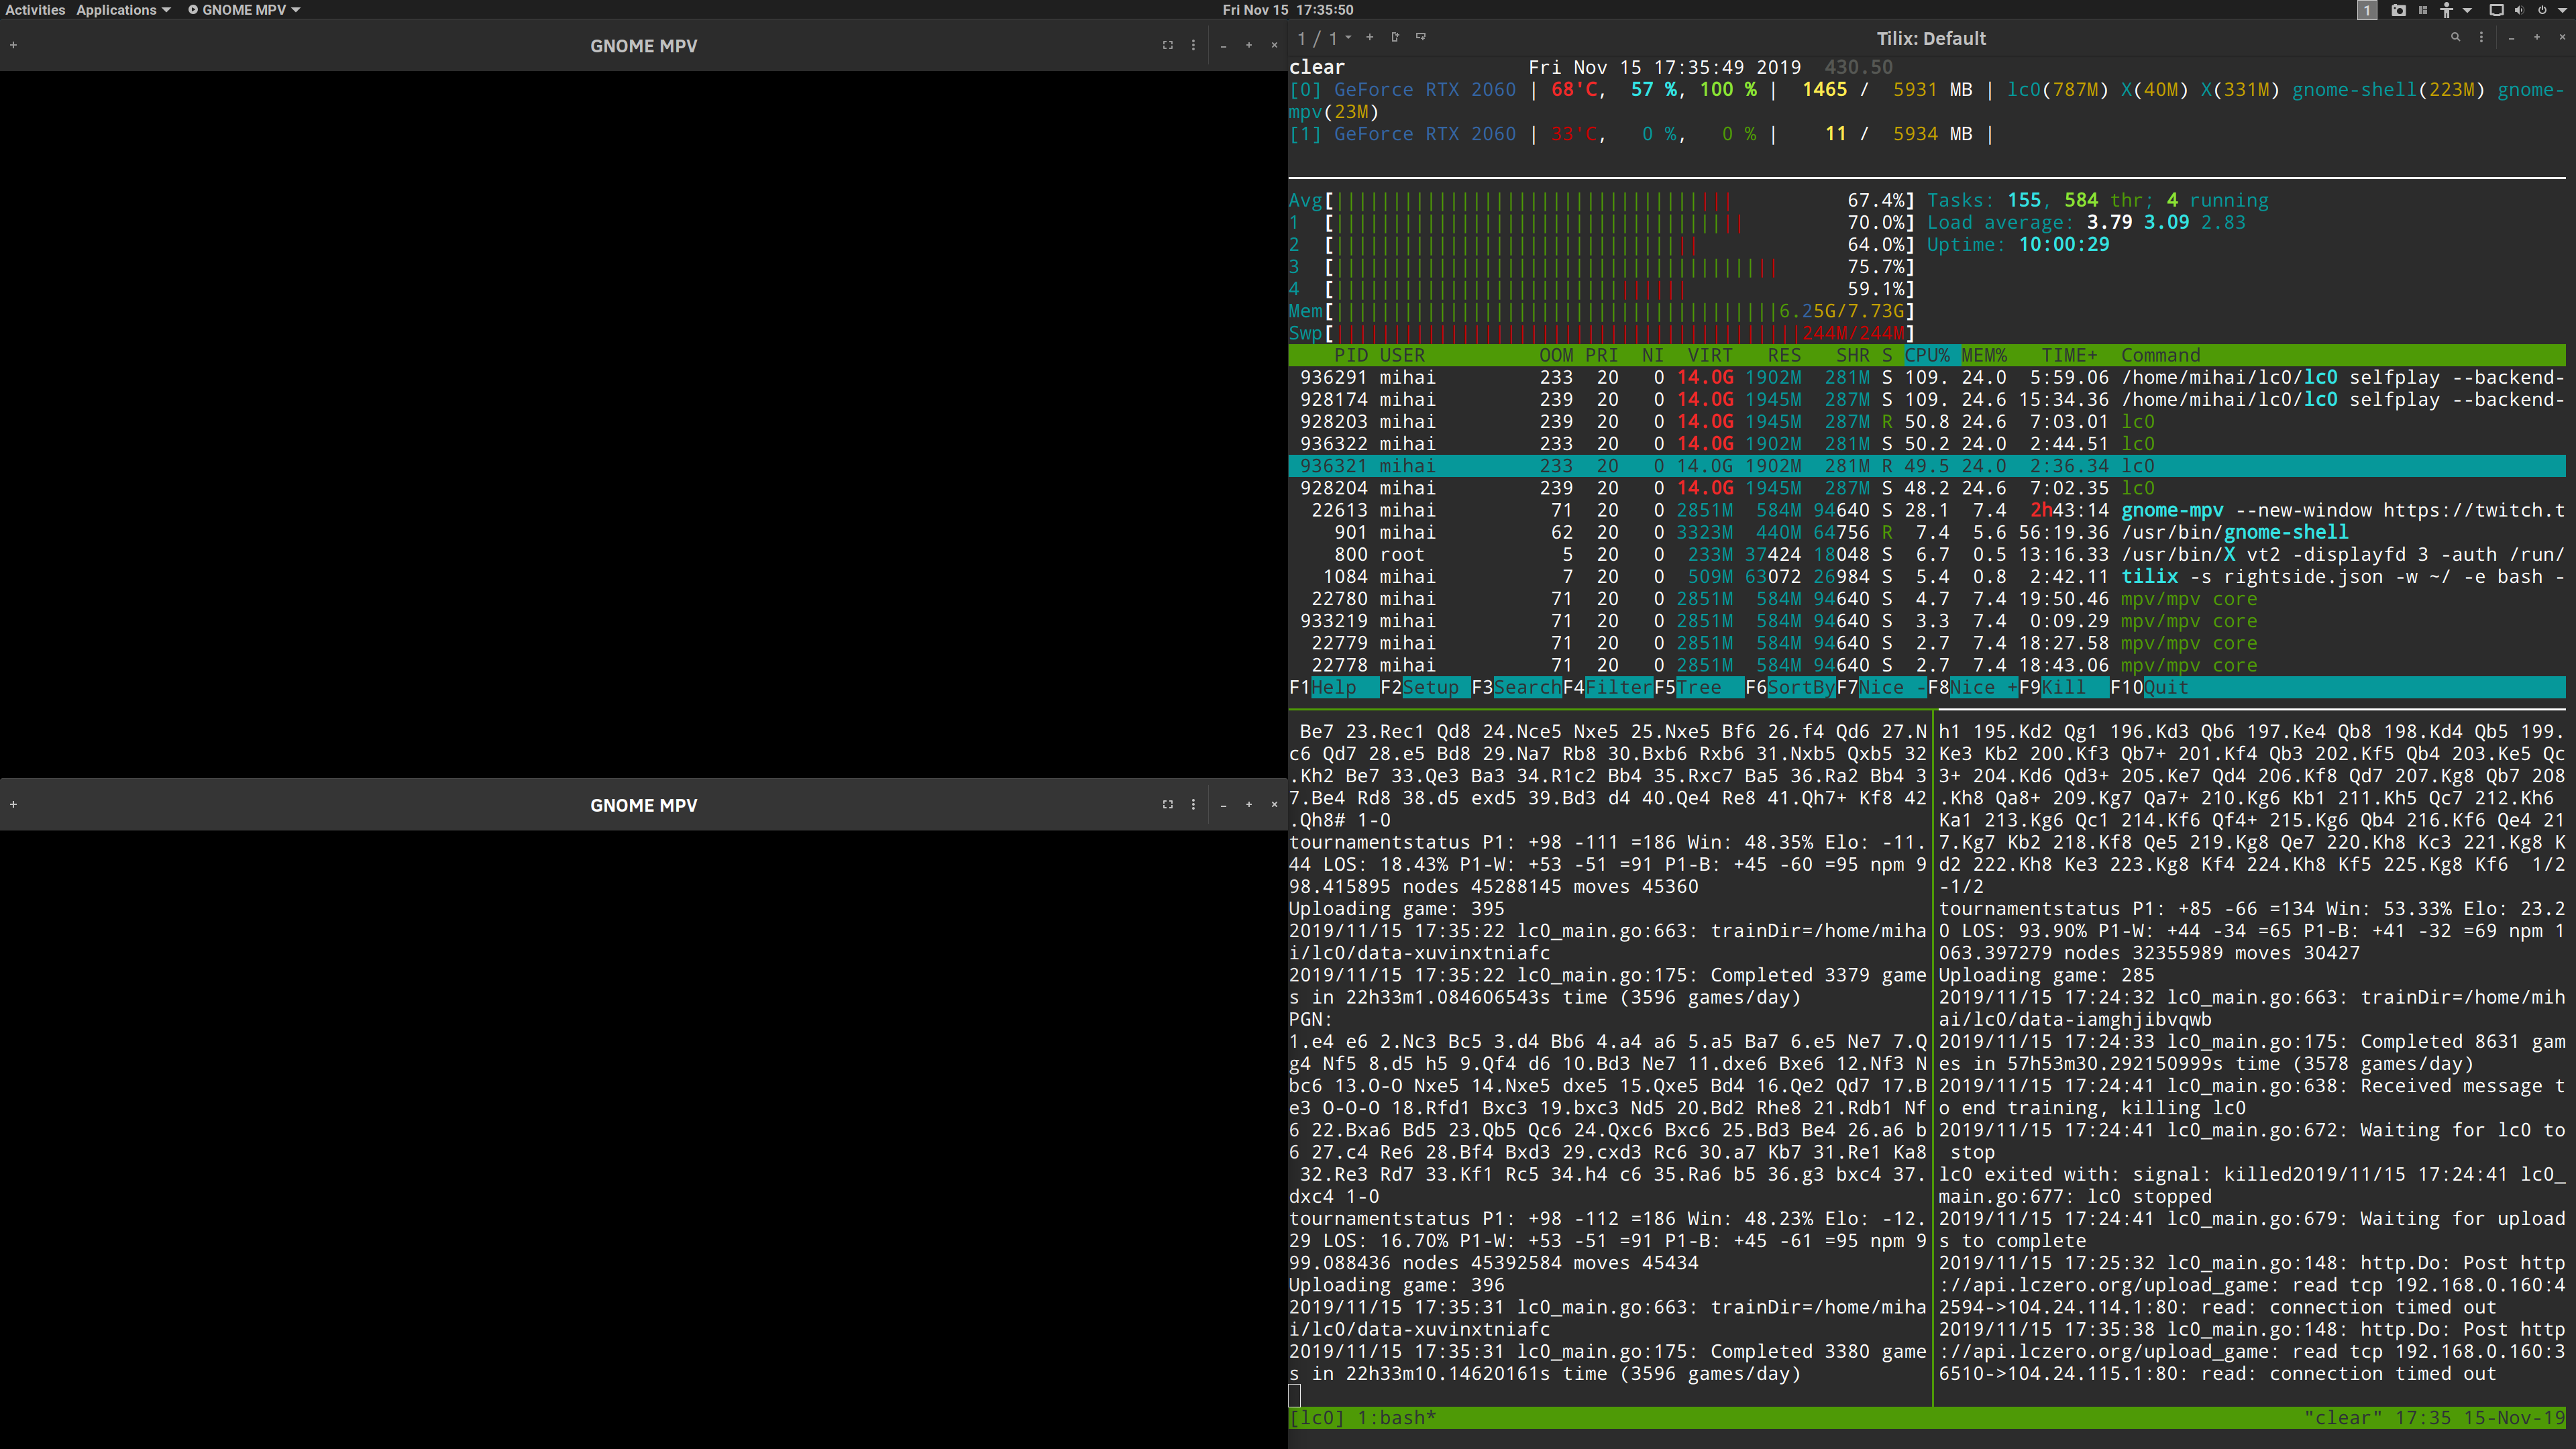 Activities Applications GNOME MPV Fri Nov 15 17:35:50 1
GNOME MPV
GNOME MPV
1 / 1 Tilix: Default
clear Fri Nov 15 17:35:49 2019 430.50
[0] GeForce RTX 2060 | 68'C, 57 %, 100 % | 1465 / 5931 MB | lc0(787M) X(40M) X(331M) gnome-shell(223M) gnome-
mpv(23M)
[1] GeForce RTX 2060 | 33'C, 0 %, 0 % | 11 / 5934 MB |
Avg[ 67.4%] Tasks: 155, 584 thr; 4 running
1 [ 70.0%] Load average: 3.79 3.09 2.83
2 [ 64.0%] Uptime: 10:00:29
3 [ 75.7%]
4 [ 59.1%]
Mem[ 6.25G/7.73G]
Swp[ 244M/244M]
PID USER OOM PRI NI VIRT RES SHR S CPU% MEM% TIME+ Command
936291 mihai 233 20 0 14.0G 1902M 281M S 109. 24.0 5:59.06 /home/mihai/lc0/lc0 selfplay --backend-
928174 mihai 239 20 0 14.0G 1945M 287M S 109. 24.6 15:34.36 /home/mihai/lc0/lc0 selfplay --backend-
928203 mihai 239 20 0 14.0G 1945M 287M R 50.8 24.6 7:03.01 lc0
936322 mihai 233 20 0 14.0G 1902M 281M S 50.2 24.0 2:44.51 lc0
936321 mihai 233 20 0 14.0G 1902M 281M R 49.5 24.0 2:36.34 lc0
928204 mihai 239 20 0 14.0G 1945M 287M S 48.2 24.6 7:02.35 lc0
22613 mihai 71 20 0 2851M 584M 94640 S 28.1 7.4 2h43:14 gnome-mpv --new-window https://twitch.t
901 mihai 62 20 0 3323M 440M 64756 R 7.4 5.6 56:19.36 /usr/bin/gnome-shell
800 root 5 20 0 233M 37424 18048 S 6.7 0.5 13:16.33 /usr/bin/X vt2 -displayfd 3 -auth /run/
1084 mihai 7 20 0 509M 63072 26984 S 5.4 0.8 2:42.11 tilix -s rightside.json -w ~/ -e bash -
22780 mihai 71 20 0 2851M 584M 94640 S 4.7 7.4 19:50.46 mpv/mpv core
933219 mihai 71 20 0 2851M 584M 94640 S 3.3 7.4 0:09.29 mpv/mpv core
22779 mihai 71 20 0 2851M 584M 94640 S 2.7 7.4 18:27.58 mpv/mpv core
22778 mihai 71 20 0 2851M 584M 94640 S 2.7 7.4 18:43.06 mpv/mpv core
F1Help F2Setup F3SearchF4FilterF5Tree F6SortByF7Nice -F8Nice +F9Kill F10Quit
Be7 23.Rec1 Qd8 24.Nce5 Nxe5 25.Nxe5 Bf6 26.f4 Qd6 27.N
c6 Qd7 28.e5 Bd8 29.Na7 Rb8 30.Bxb6 Rxb6 31.Nxb5 Qxb5 32
.Kh2 Be7 33.Qe3 Ba3 34.R1c2 Bb4 35.Rxc7 Ba5 36.Ra2 Bb4 3
7.Be4 Rd8 38.d5 exd5 39.Bd3 d4 40.Qe4 Re8 41.Qh7+ Kf8 42
.Qh8# 1-0
tournamentstatus P1: +98 -111 =186 Win: 48.35% Elo: -11.
44 LOS: 18.43% P1-W: +53 -51 =91 P1-B: +45 -60 =95 npm 9
98.415895 nodes 45288145 moves 45360
Uploading game: 395
2019/11/15 17:35:22 lc0_main.go:663: trainDir=/home/miha
i/lc0/data-xuvinxtniafc
2019/11/15 17:35:22 lc0_main.go:175: Completed 3379 game
s in 22h33m1.084606543s time (3596 games/day)
PGN:
1.e4 e6 2.Nc3 Bc5 3.d4 Bb6 4.a4 a6 5.a5 Ba7 6.e5 Ne7 7.Q
g4 Nf5 8.d5 h5 9.Qf4 d6 10.Bd3 Ne7 11.dxe6 Bxe6 12.Nf3 N
bc6 13.O-O Nxe5 14.Nxe5 dxe5 15.Qxe5 Bd4 16.Qe2 Qd7 17.B
e3 O-O-O 18.Rfd1 Bxc3 19.bxc3 Nd5 20.Bd2 Rhe8 21.Rdb1 Nf
6 22.Bxa6 Bd5 23.Qb5 Qc6 24.Qxc6 Bxc6 25.Bd3 Be4 26.a6 b
6 27.c4 Re6 28.Bf4 Bxd3 29.cxd3 Rc6 30.a7 Kb7 31.Re1 Ka8
32.Re3 Rd7 33.Kf1 Rc5 34.h4 c6 35.Ra6 b5 36.g3 bxc4 37.
dxc4 1-0
tournamentstatus P1: +98 -112 =186 Win: 48.23% Elo: -12.
29 LOS: 16.70% P1-W: +53 -51 =91 P1-B: +45 -61 =95 npm 9
99.088436 nodes 45392584 moves 45434
Uploading game: 396
2019/11/15 17:35:31 lc0_main.go:663: trainDir=/home/miha
i/lc0/data-xuvinxtniafc
2019/11/15 17:35:31 lc0_main.go:175: Completed 3380 game
s in 22h33m10.14620161s time (3596 games/day)
h1 195.Kd2 Qg1 196.Kd3 Qb6 197.Ke4 Qb8 198.Kd4 Qb5 199.
Ke3 Kb2 200.Kf3 Qb7+ 201.Kf4 Qb3 202.Kf5 Qb4 203.Ke5 Qc
3+ 204.Kd6 Qd3+ 205.Ke7 Qd4 206.Kf8 Qd7 207.Kg8 Qb7 208
.Kh8 Qa8+ 209.Kg7 Qa7+ 210.Kg6 Kb1 211.Kh5 Qc7 212.Kh6
Ka1 213.Kg6 Qc1 214.Kf6 Qf4+ 215.Kg6 Qb4 216.Kf6 Qe4 21
7.Kg7 Kb2 218.Kf8 Qe5 219.Kg8 Qe7 220.Kh8 Kc3 221.Kg8 K
d2 222.Kh8 Ke3 223.Kg8 Kf4 224.Kh8 Kf5 225.Kg8 Kf6 1/2
-1/2
tournamentstatus P1: +85 -66 =134 Win: 53.33% Elo: 23.2
0 LOS: 93.90% P1-W: +44 -34 =65 P1-B: +41 -32 =69 npm 1
063.397279 nodes 32355989 moves 30427
Uploading game: 285
2019/11/15 17:24:32 lc0_main.go:663: trainDir=/home/mih
ai/lc0/data-iamghjibvqwb
2019/11/15 17:24:33 lc0_main.go:175: Completed 8631 gam
es in 57h53m30.292150999s time (3578 games/day)
2019/11/15 17:24:41 lc0_main.go:638: Received message t
o end training, killing lc0
2019/11/15 17:24:41 lc0_main.go:672: Waiting for lc0 to
stop
lc0 exited with: signal: killed2019/11/15 17:24:41 lc0_
main.go:677: lc0 stopped
2019/11/15 17:24:41 lc0_main.go:679: Waiting for upload
s to complete
2019/11/15 17:25:32 lc0_main.go:148: http.Do: Post http
://api.lczero.org/upload_game: read tcp 192.168.0.160:4
2594->104.24.114.1:80: read: connection timed out
2019/11/15 17:35:38 lc0_main.go:148: http.Do: Post http
://api.lczero.org/upload_game: read tcp 192.168.0.160:3
6510->104.24.115.1:80: read: connection timed out
[lc0] 1:bash* "clear" 17:35 15-Nov-19